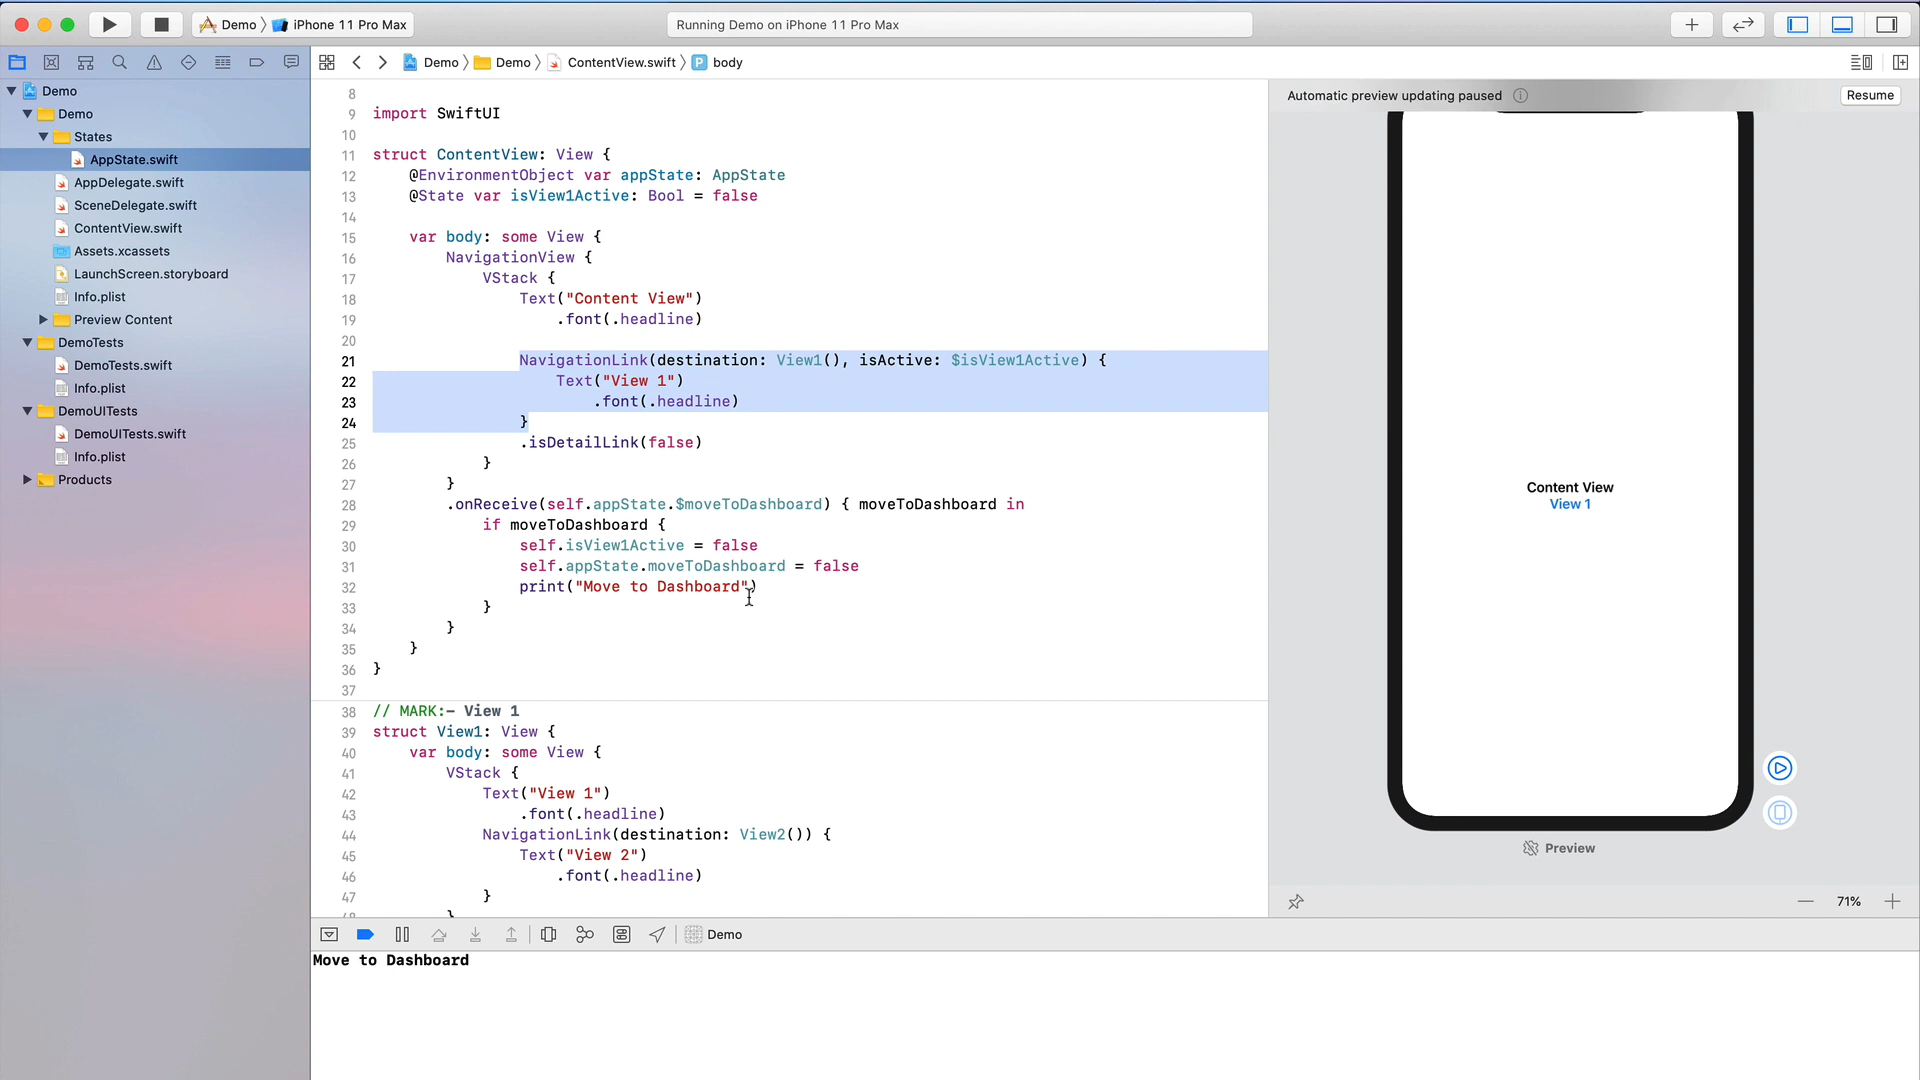 Demo 〉 iPhone 11 Pro Max
Running Demo on iPhone 11 Pro Max
Demo 〉 Demo 〉 ContentView.swift 〉 P body
Demo
Demo
States
AppState.swift
AppDelegate.swift
SceneDelegate.swift
ContentView.swift
Assets.xcassets
LaunchScreen.storyboard
Info.plist
Preview Content
DemoTests
DemoTests.swift
Info.plist
DemoUITests
DemoUITests.swift
Info.plist
Products
8
9 import SwiftUI
10
11 struct ContentView: View {
12 @EnvironmentObject var appState: AppState
13 @State var isView1Active: Bool = false
14
15 var body: some View {
16 NavigationView {
17 VStack {
18 Text("Content View")
19 .font(.headline)
20
21 NavigationLink(destination: View1(), isActive: $isView1Active) {
22 Text("View 1")
23 .font(.headline)
24 }
25 .isDetailLink(false)
26 }
27 }
28 .onReceive(self.appState.$moveToDashboard) { moveToDashboard in
29 if moveToDashboard {
30 self.isView1Active = false
31 self.appState.moveToDashboard = false
32 print("Move to Dashboard")
33 }
34 }
35 }
36 }
37
38 // MARK:- View 1
39 struct View1: View {
40 var body: some View {
41 VStack {
42 Text("View 1")
43 .font(.headline)
44 NavigationLink(destination: View2()) {
45 Text("View 2")
46 .font(.headline)
47 }
48 }
Automatic preview updating paused
Resume
Content View
View 1
Preview
71%
Demo
Move to Dashboard